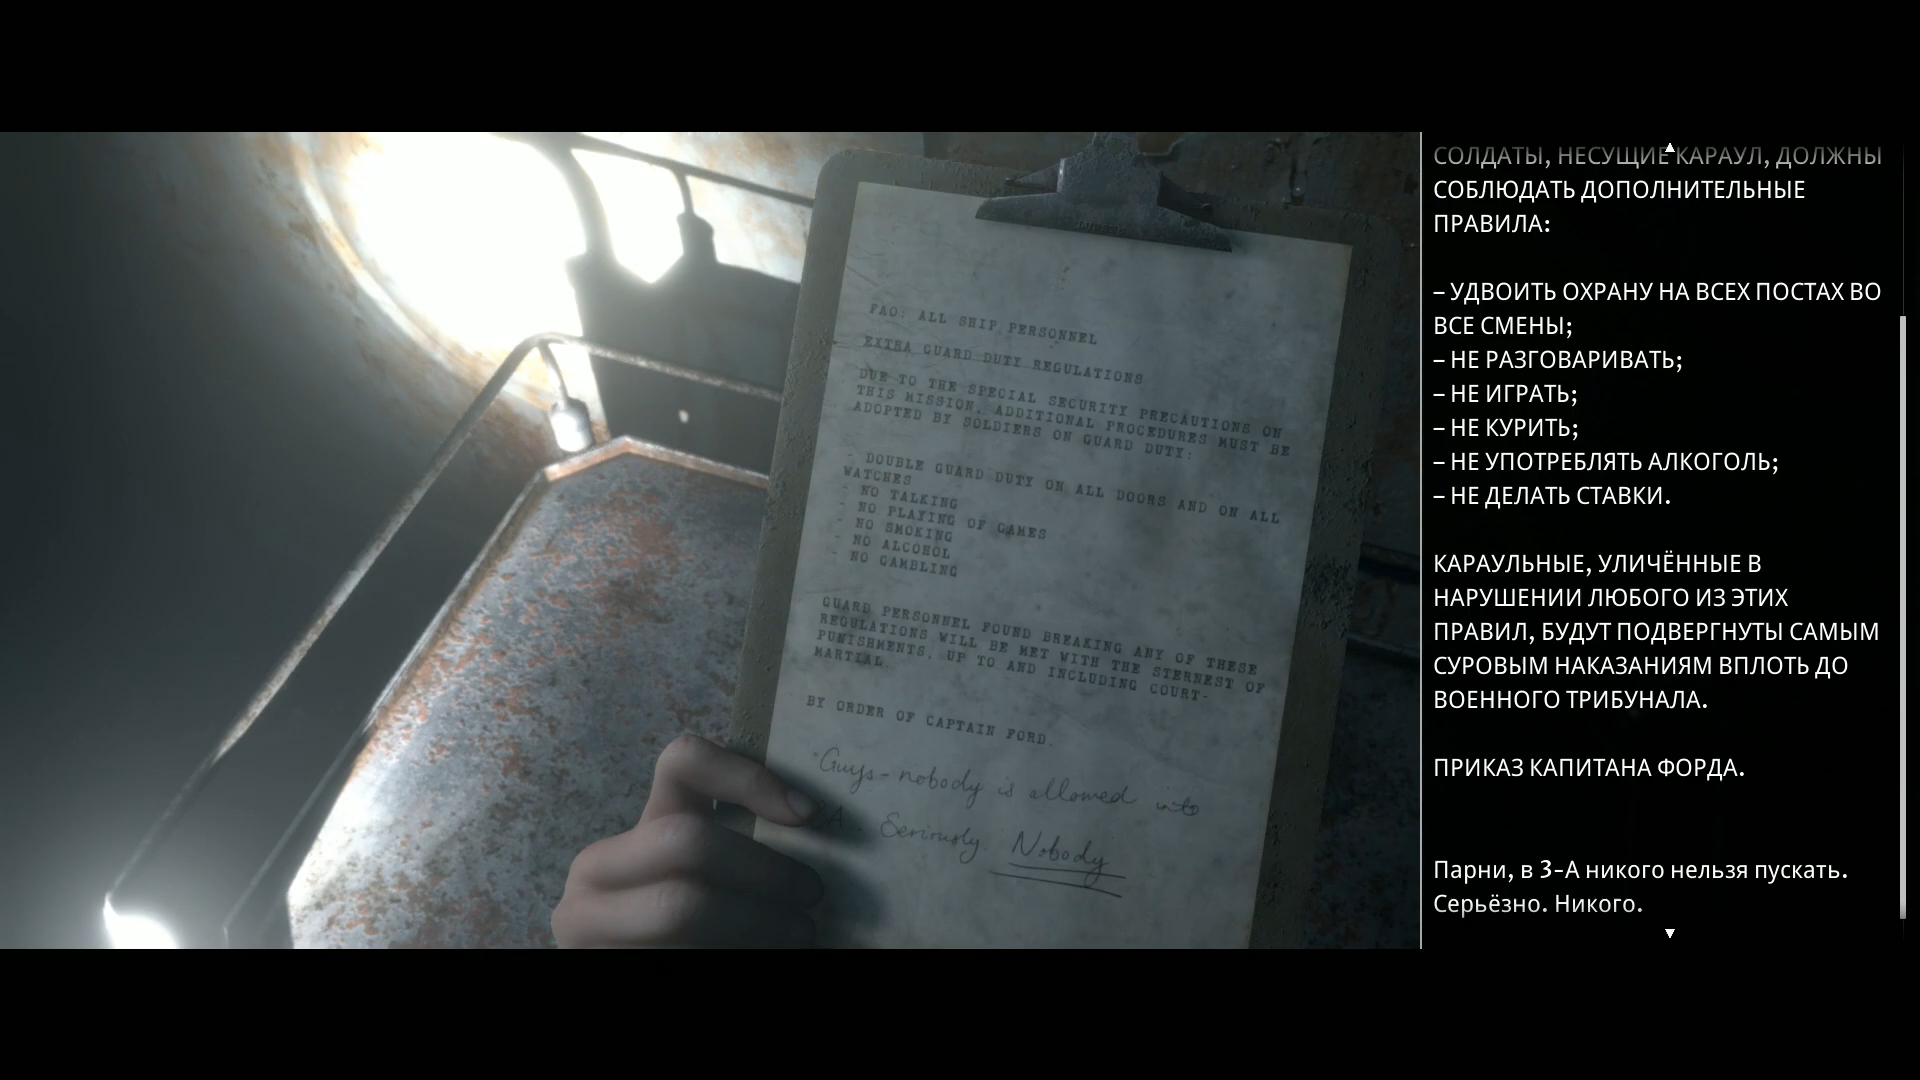 FAO: ALL SHIP PERSONNEL
EXTRA GUARD DUTY REGULATIONS
DUE TO THE SPECIAL SECURITY PRECAUTIONS ON
THIS MISSION, ADDITIONAL PROCEDURES MUST BE
ADOPTED BY SOLDIERS ON GUARD DUTY:
- DOUBLE GUARD DUTY ON ALL DOORS AND ON ALL
WATCHES
- NO TALKING
- NO PLAYING OF GAMES
- NO SMOKING
- NO ALCOHOL
- NO GAMBLING
GUARD PERSONNEL FOUND BREAKING ANY OF THESE
REGULATIONS WILL BE MET WITH THE STERNEST OF
PUNISHMENTS, UP TO AND INCLUDING COURT-
MARTIAL.
BY ORDER OF CAPTAIN FORD.
Guys - nobody is allowed into
A. Seriously Nobody
СОЛДАТЫ, НЕСУЩИЕ КАРАУЛ, ДОЛЖНЫ
СОБЛЮДАТЬ ДОПОЛНИТЕЛЬНЫЕ
ПРАВИЛА:
– УДВОИТЬ ОХРАНУ НА ВСЕХ ПОСТАХ ВО
ВСЕ СМЕНЫ;
– НЕ РАЗГОВАРИВАТЬ;
– НЕ ИГРАТЬ;
– НЕ КУРИТЬ;
– НЕ УПОТРЕБЛЯТЬ АЛКОГОЛЬ;
– НЕ ДЕЛАТЬ СТАВКИ.
КАРАУЛЬНЫЕ, УЛИЧЁННЫЕ В
НАРУШЕНИИ ЛЮБОГО ИЗ ЭТИХ
ПРАВИЛ, БУДУТ ПОДВЕРГНУТЫ САМЫМ
СУРОВЫМ НАКАЗАНИЯМ ВПЛОТЬ ДО
ВОЕННОГО ТРИБУНАЛА.
ПРИКАЗ КАПИТАНА ФОРДА.
Парни, в 3-А никого нельзя пускать.
Серьёзно. Никого.